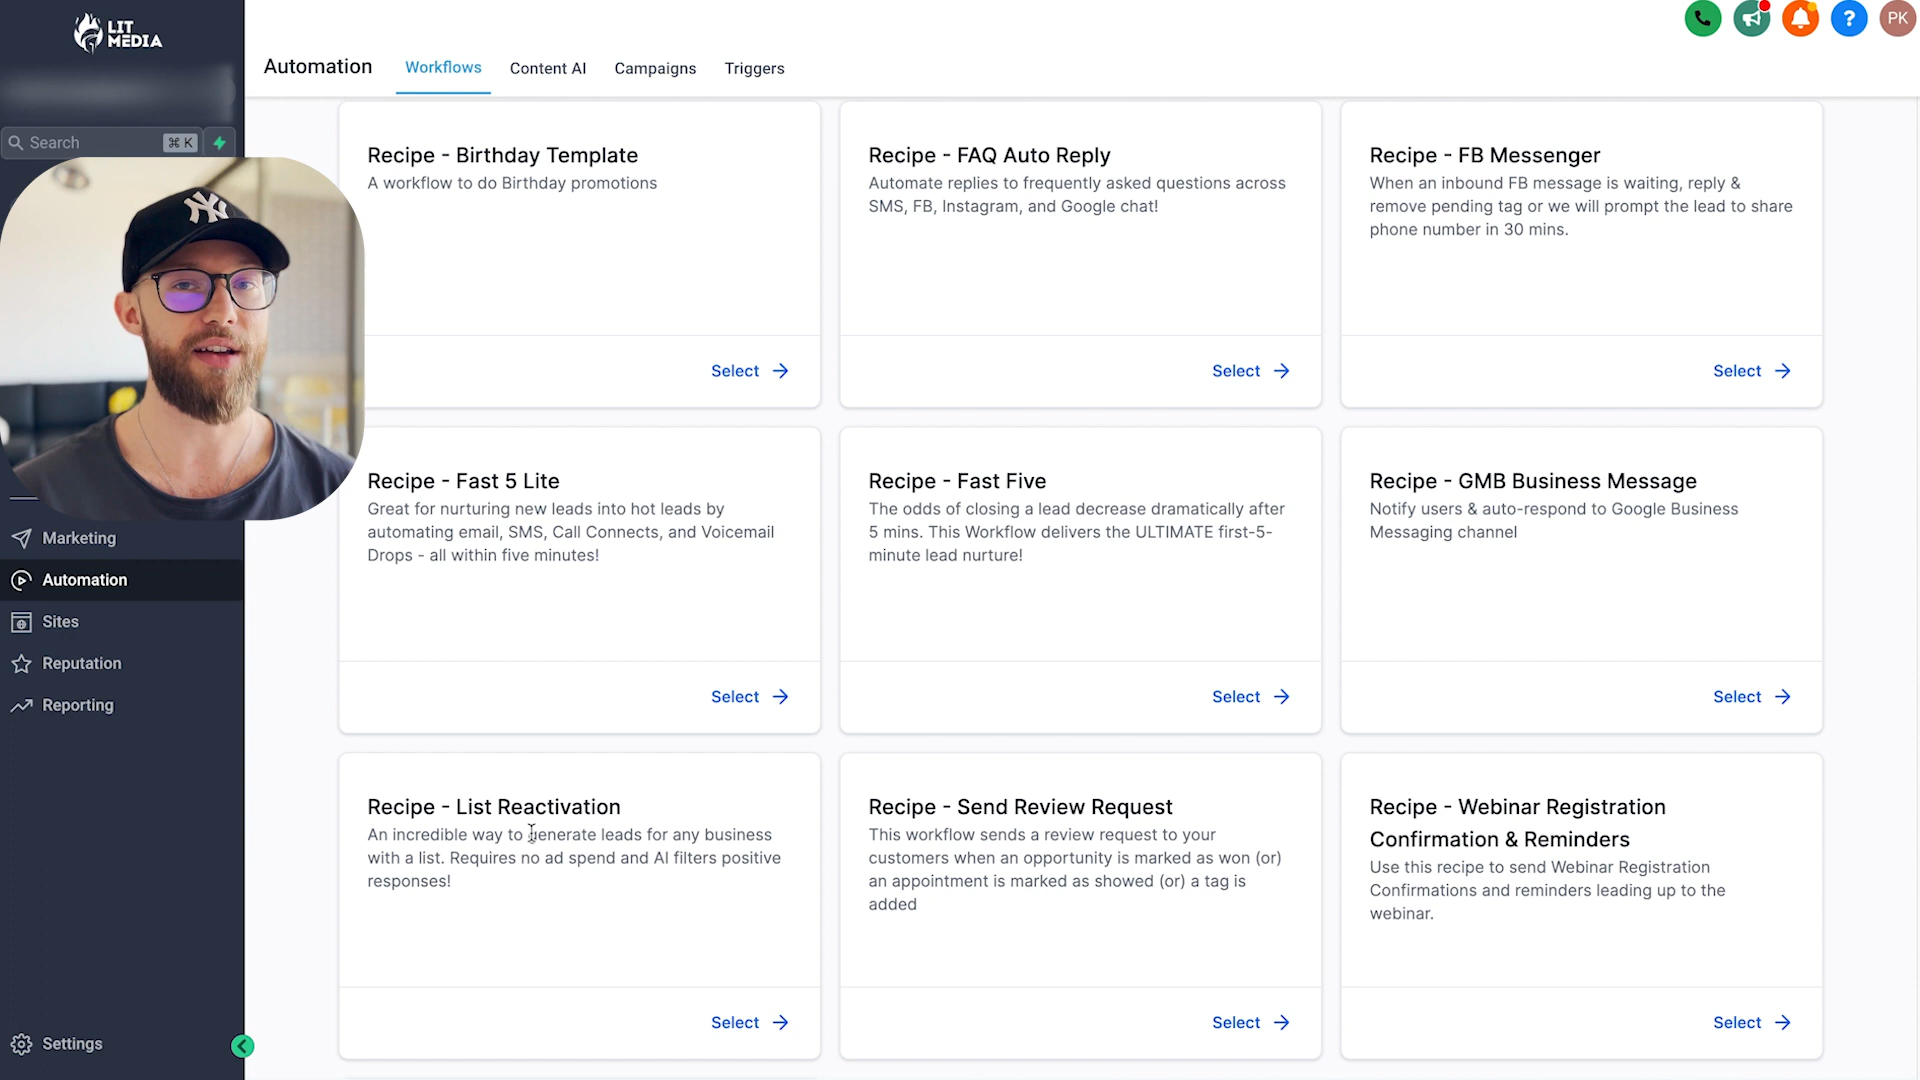 LIT
MEDIA
Search
⌘ K
Marketing
Automation
Sites
Reputation
Reporting
Settings
Automation
Workflows
Content AI
Campaigns
Triggers
?
PK
Recipe - Birthday Template
A workflow to do Birthday promotions
Select →
Recipe - FAQ Auto Reply
Automate replies to frequently asked questions across
SMS, FB, Instagram, and Google chat!
Select →
Recipe - FB Messenger
When an inbound FB message is waiting, reply &
remove pending tag or we will prompt the lead to share
phone number in 30 mins.
Select →
NY
Recipe - Fast 5 Lite
Great for nurturing new leads into hot leads by
automating email, SMS, Call Connects, and Voicemail
Drops - all within five minutes!
Select →
Recipe - Fast Five
The odds of closing a lead decrease dramatically after
5 mins. This Workflow delivers the ULTIMATE first-5-
minute lead nurture!
Select →
Recipe - GMB Business Message
Notify users & auto-respond to Google Business
Messaging channel
Select →
Recipe - List Reactivation
An incredible way to generate leads for any business
with a list. Requires no ad spend and AI filters positive
responses!
Select →
Recipe - Send Review Request
This workflow sends a review request to your
customers when an opportunity is marked as won (or)
an appointment is marked as showed (or) a tag is
added
Select →
Recipe - Webinar Registration
Confirmation & Reminders
Use this recipe to send Webinar Registration
Confirmations and reminders leading up to the
webinar.
Select →